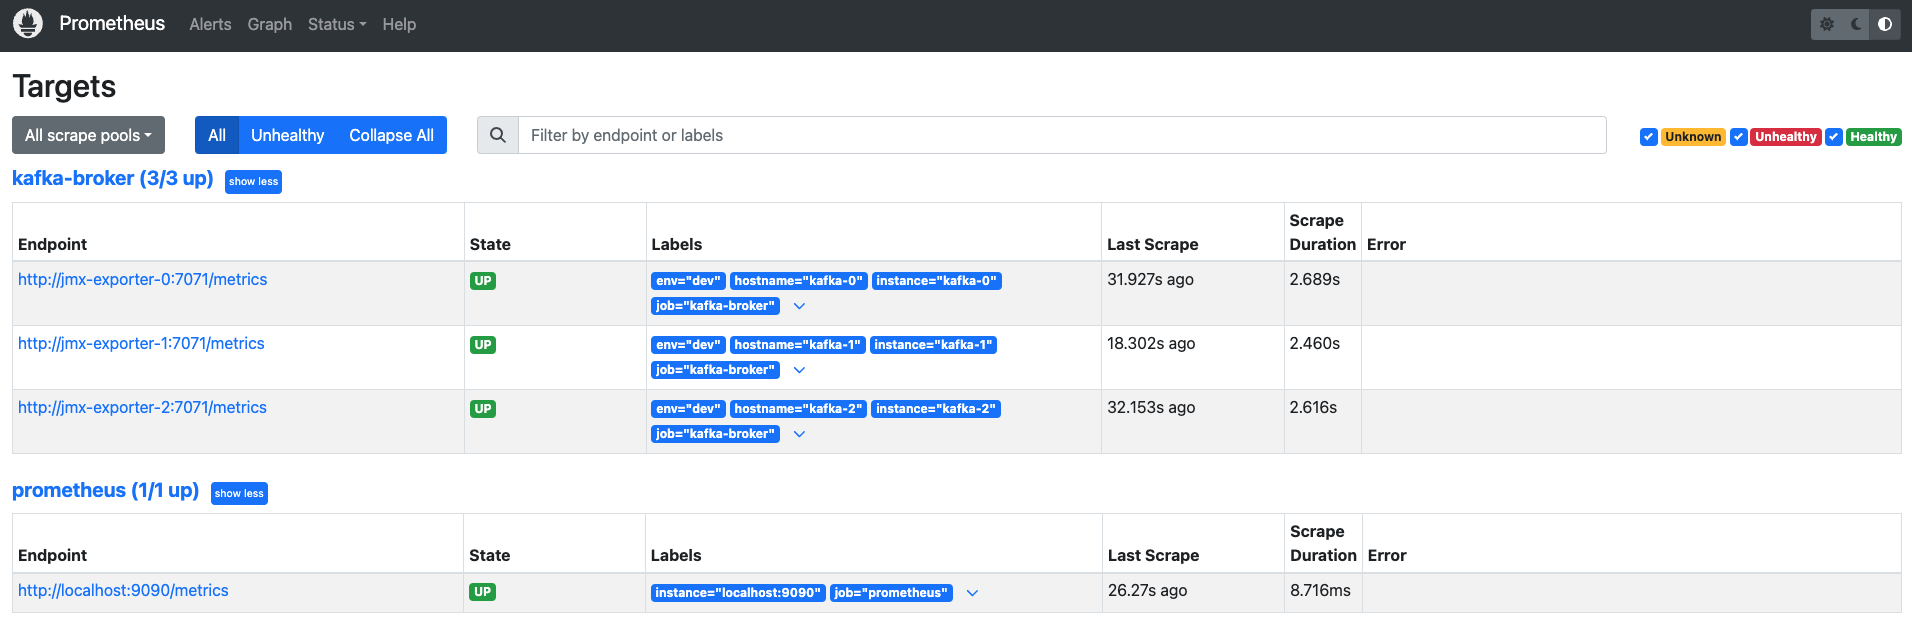 Prometheus Alerts Graph Status Help
Targets
All scrape pools All Unhealthy Collapse All Filter by endpoint or labels Unknown Unhealthy Healthy
kafka-broker (3/3 up) show less
Endpoint State Labels Last Scrape Scrape Duration Error
http://jmx-exporter-0:7071/metrics UP env="dev" hostname="kafka-0" instance="kafka-0" 31.927s ago 2.689s
job="kafka-broker"
http://jmx-exporter-1:7071/metrics UP env="dev" hostname="kafka-1" instance="kafka-1" 18.302s ago 2.460s
job="kafka-broker"
http://jmx-exporter-2:7071/metrics UP env="dev" hostname="kafka-2" instance="kafka-2" 32.153s ago 2.616s
job="kafka-broker"
prometheus (1/1 up) show less
Endpoint State Labels Last Scrape Scrape Duration Error
http://localhost:9090/metrics UP instance="localhost:9090" job="prometheus" 26.27s ago 8.716ms